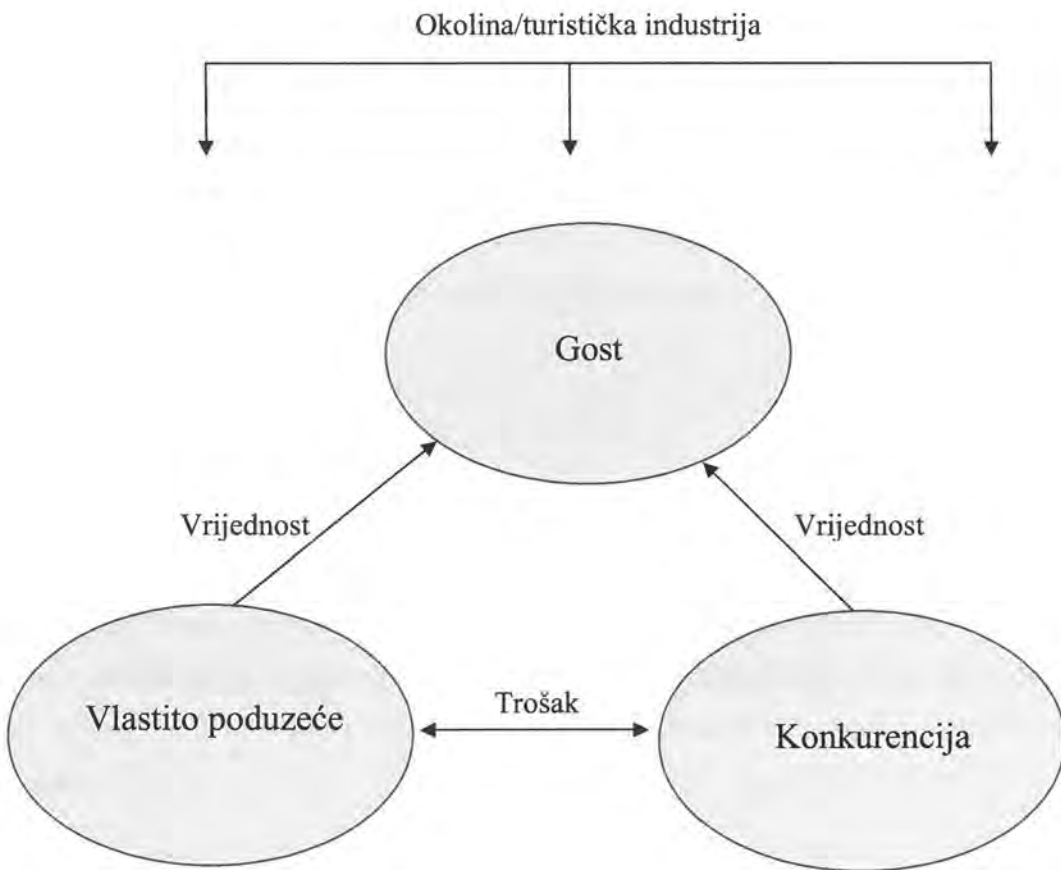 Okolina/turistička industrija
Gost
Vrijednost
Vrijednost
Vlastito poduzeće
Trošak
Konkurencija